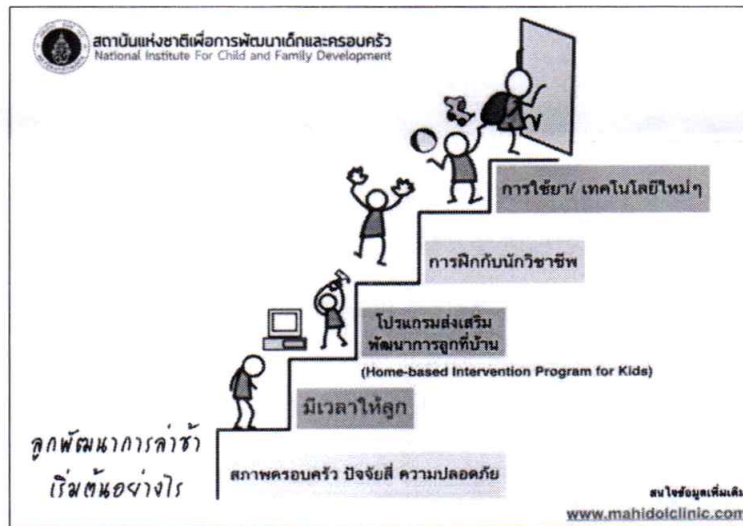 สถาบันแห่งชาติเพื่อการพัฒนาเด็กและครอบครัว
National Institute For Child and Family Development
การใช้ยา/ เทคโนโลยีใหม่ๆ
การฝึกกับนักวิชาชีพ
โปรแกรมส่งเสริม
พัฒนาการลูกที่บ้าน
(Home-based Intervention Program for Kids)
มีเวลาให้ลูก
ลูกพัฒนาการล่าช้า
เริ่มต้นอย่างไร
สภาพครอบครัว ปัจจัยสี่ ความปลอดภัย
สนใจข้อมูลเพิ่มเติม
www.mahidolclinic.com